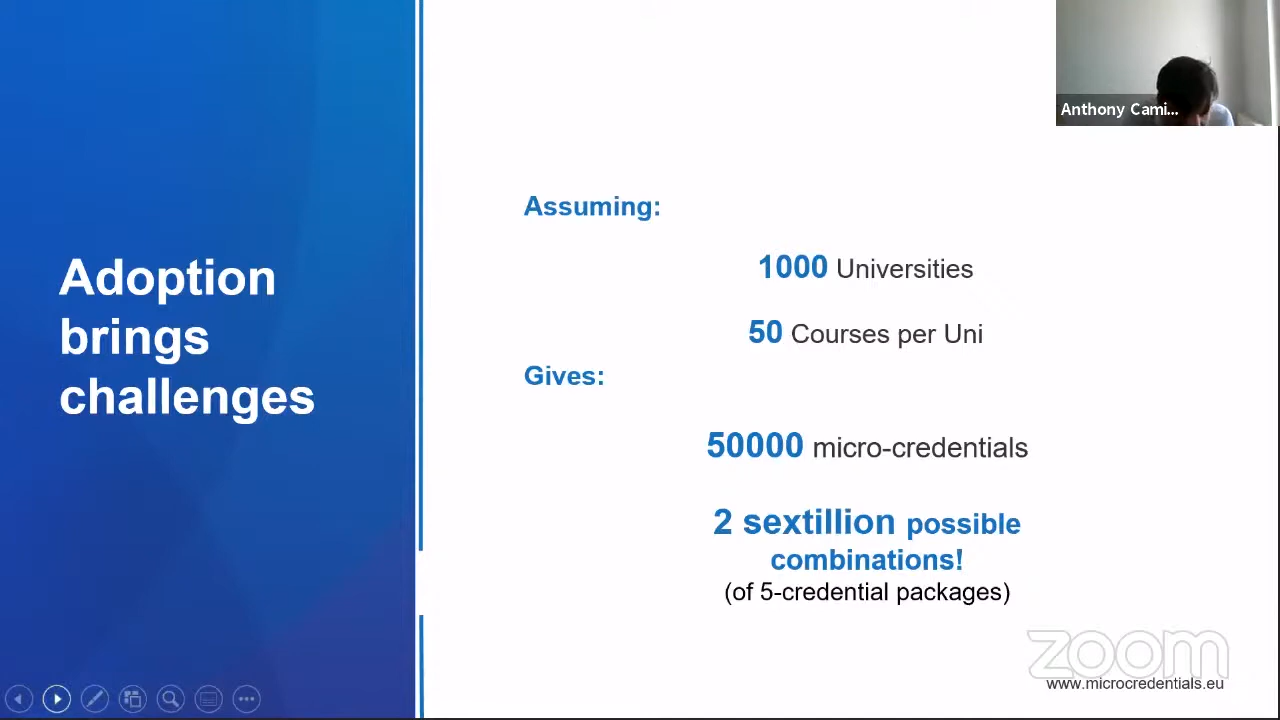 Anthony Cami...
Adoption
brings
challenges
Assuming:
1000 Universities
50 Courses per Uni
Gives:
50000 micro-credentials
2 sextillion possible
combinations!
(of 5-credential packages)
zoom
www.microcredentials.eu